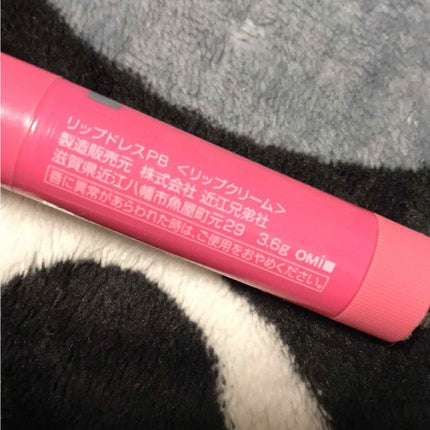 リップドレスPB <リップクリーム>
製造販売元 株式会社 近江兄弟社
滋賀県近江八幡市魚屋町元29 3.6g OMI
唇に異常があらわれた時は、ご使用をおやめください。